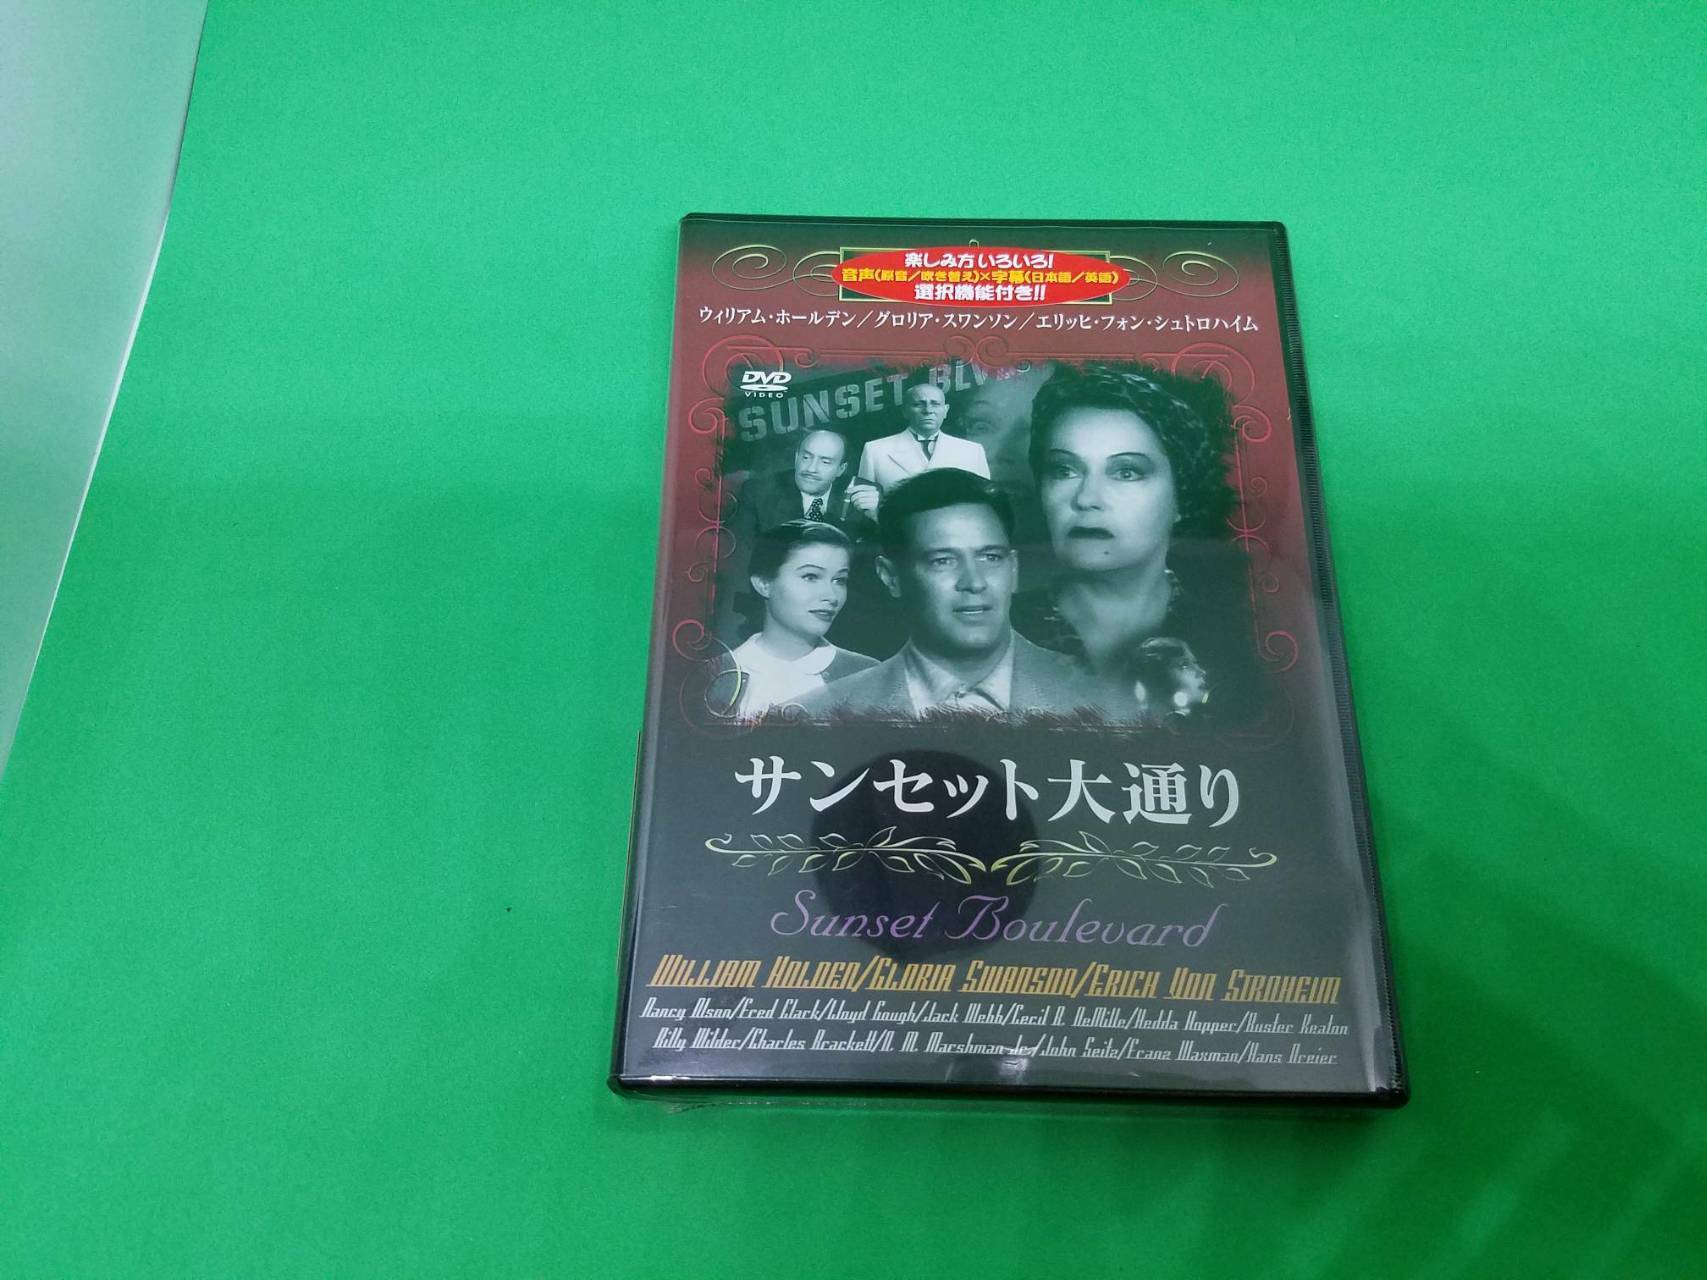 楽しみ方いろいろ!
音声(原音/吹き替え)×字幕(日本語/英語)
選択機能付き!!
ウィリアム・ホールデン/グロリア・スワンソン/エリッヒ・フォン・シュトロハイム
DVD
VIDEO
SUNSET BLV
サンセット大通り
Sunset Boulevard
WILLIAM HOLDEN/GLORIA SWANSON/ERICH VON STROHEIM
Nancy Olson/Fred Clark/Lloyd Gough/Jack Webb/Cecil B. DeMille/Hedda Hopper/Buster Keaton
Billy Wilder/Charles Brackett/D. M. Marshman Jr./John Seitz/Franz Waxman/Hans Dreier